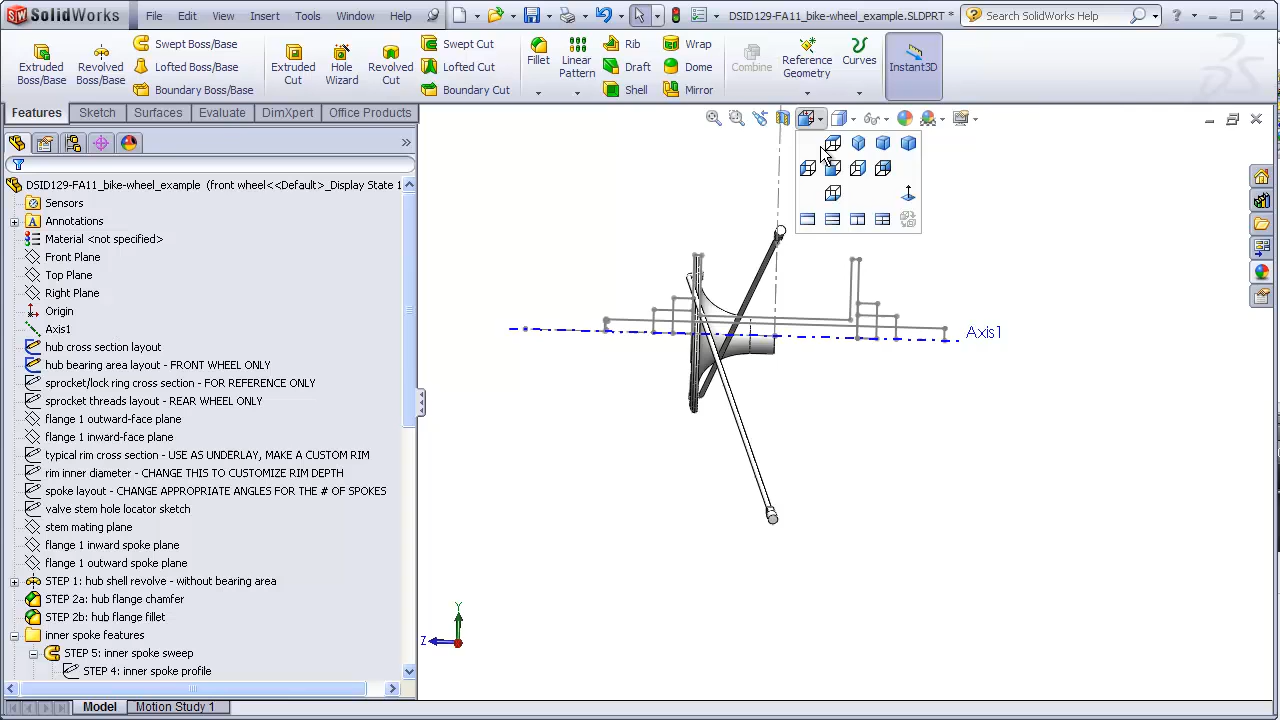 SolidWorks
File Edit View Insert Tools Window Help
DSID129-FA11_bike-wheel_example.SLDPRT *
Search SolidWorks Help
Extruded Boss/Base
Revolved Boss/Base
Swept Boss/Base
Lofted Boss/Base
Boundary Boss/Base
Extruded Cut
Hole Wizard
Revolved Cut
Swept Cut
Lofted Cut
Boundary Cut
Fillet
Linear Pattern
Rib
Draft
Shell
Wrap
Dome
Mirror
Combine
Reference Geometry
Curves
Instant3D
Features Sketch Surfaces Evaluate DimXpert Office Products
DSID129-FA11_bike-wheel_example (front wheel<<Default>_Display State 1
Sensors
Annotations
Material <not specified>
Front Plane
Top Plane
Right Plane
Origin
Axis1
hub cross section layout
hub bearing area layout - FRONT WHEEL ONLY
sprocket/lock ring cross section - FOR REFERENCE ONLY
sprocket threads layout - REAR WHEEL ONLY
flange 1 outward-face plane
flange 1 inward-face plane
typical rim cross section - USE AS UNDERLAY, MAKE A CUSTOM RIM
rim inner diameter - CHANGE THIS TO CUSTOMIZE RIM DEPTH
spoke layout - CHANGE APPROPRIATE ANGLES FOR THE # OF SPOKES
valve stem hole locator sketch
stem mating plane
flange 1 inward spoke plane
flange 1 outward spoke plane
STEP 1: hub shell revolve - without bearing area
STEP 2a: hub flange chamfer
STEP 2b: hub flange fillet
inner spoke features
STEP 5: inner spoke sweep
STEP 4: inner spoke profile
Axis1
Y
Z
Model Motion Study 1